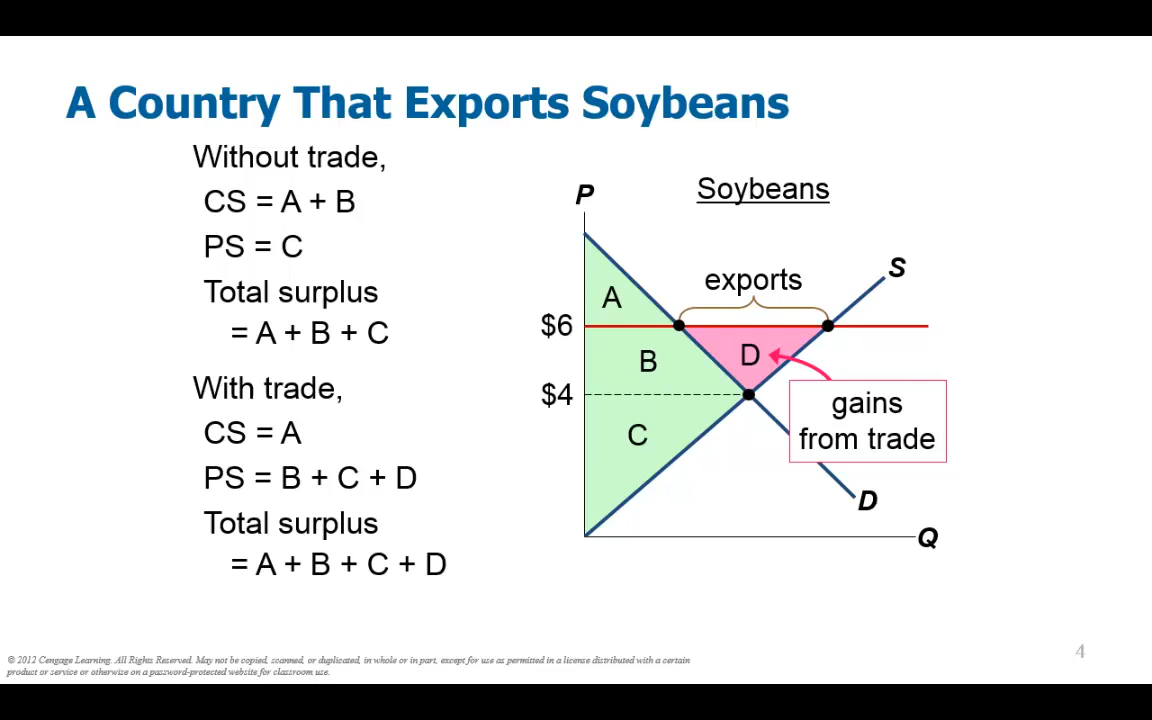 A Country That Exports Soybeans
Without trade,
CS = A + B
PS = C
Total surplus
= A + B + C
With trade,
CS = A
PS = B + C + D
Total surplus
= A + B + C + D
P
Soybeans
S
exports
A
$6
B
D
$4
gains
from trade
C
D
Q
© 2012 Cengage Learning. All Rights Reserved. May not be copied, scanned, or duplicated, in whole or in part, except for use as permitted in a license distributed with a certain
product or service or otherwise on a password-protected website for classroom use.
4